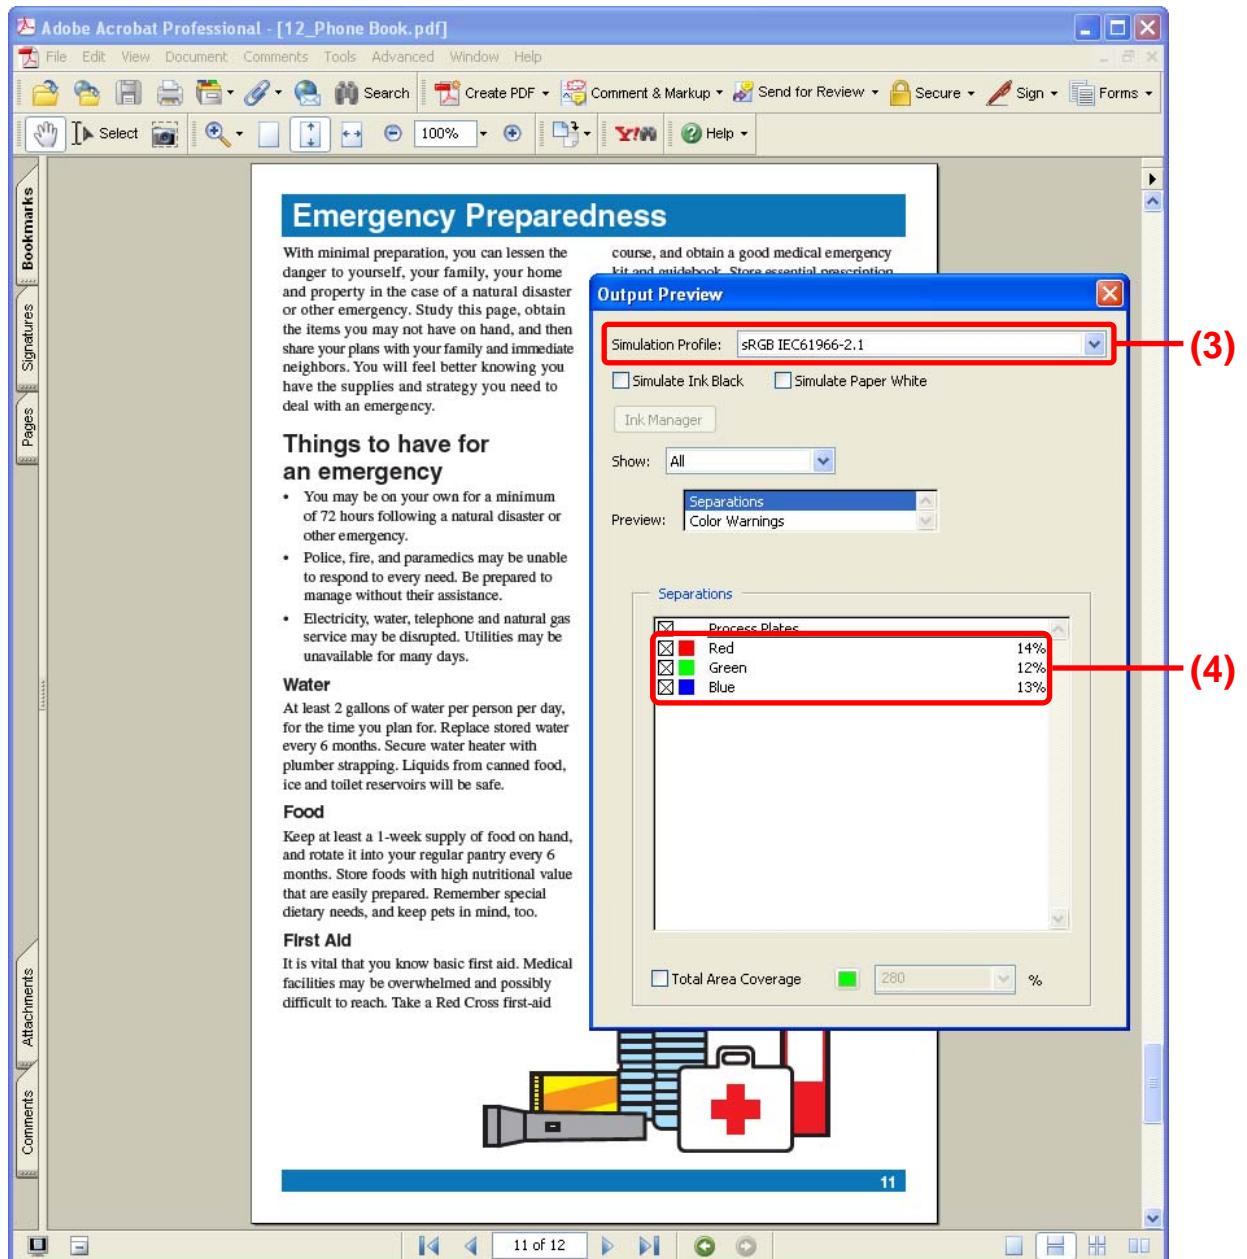 Adobe Acrobat Professional - [12_Phone Book.pdf]
File Edit View Document Comments Tools Advanced Window Help
Search Create PDF Comment & Markup Send for Review Secure Sign Forms
Select 100% Y! Help
Bookmarks
Signatures
Pages
Attachments
Comments
Emergency Preparedness
With minimal preparation, you can lessen the
danger to yourself, your family, your home
and property in the case of a natural disaster
or other emergency. Study this page, obtain
the items you may not have on hand, and then
share your plans with your family and immediate
neighbors. You will feel better knowing you
have the supplies and strategy you need to
deal with an emergency.
Things to have for
an emergency
• You may be on your own for a minimum
of 72 hours following a natural disaster or
other emergency.
• Police, fire, and paramedics may be unable
to respond to every need. Be prepared to
manage without their assistance.
• Electricity, water, telephone and natural gas
service may be disrupted. Utilities may be
unavailable for many days.
Water
At least 2 gallons of water per person per day,
for the time you plan for. Replace stored water
every 6 months. Secure water heater with
plumber strapping. Liquids from canned food,
ice and toilet reservoirs will be safe.
Food
Keep at least a 1-week supply of food on hand,
and rotate it into your regular pantry every 6
months. Store foods with high nutritional value
that are easily prepared. Remember special
dietary needs, and keep pets in mind, too.
First Aid
It is vital that you know basic first aid. Medical
facilities may be overwhelmed and possibly
difficult to reach. Take a Red Cross first-aid
course, and obtain a good medical emergency
kit and guidebook. Store essential prescription
Output Preview
Simulation Profile: sRGB IEC61966-2.1
(3)
Simulate Ink Black Simulate Paper White
Ink Manager
Show: All
Preview: Separations
Color Warnings
Separations
Process Plates
Red 14%
Green 12%
Blue 13%
(4)
Total Area Coverage 280 %
11
11 of 12